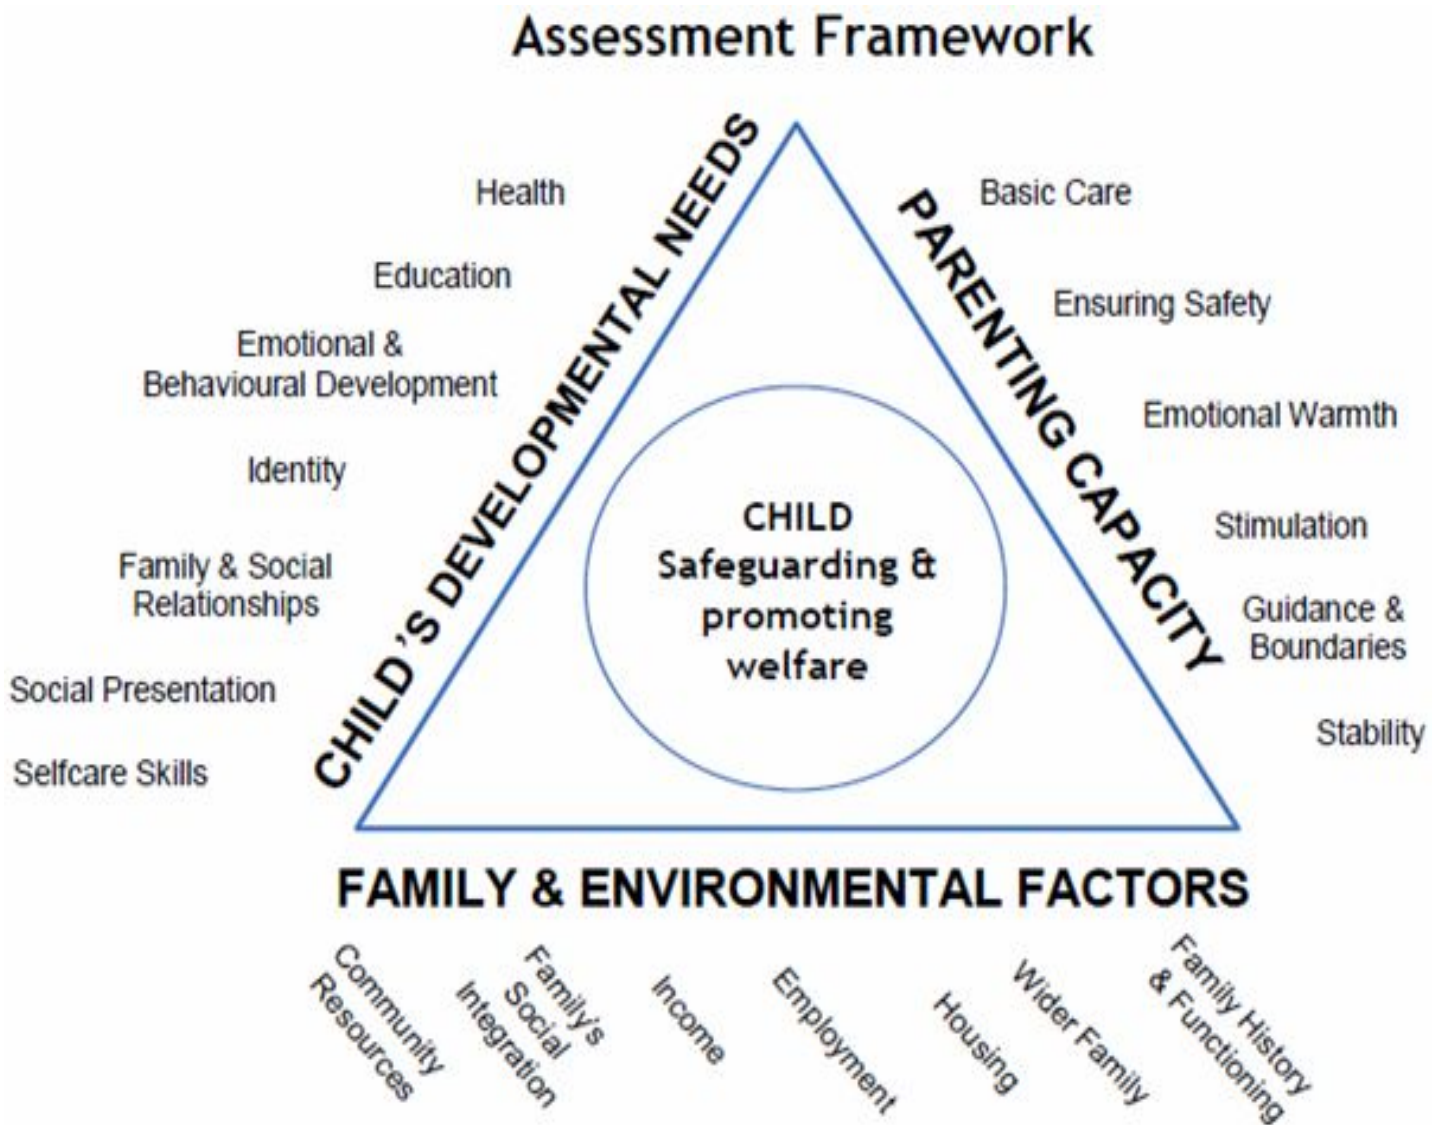 Assessment Framework
CHILD'S DEVELOPMENTAL NEEDS
Health
Education
Emotional &
Behavioural Development
Identity
Family & Social
Relationships
Social Presentation
Selfcare Skills
PARENTING CAPACITY
Basic Care
Ensuring Safety
Emotional Warmth
Stimulation
Guidance &
Boundaries
Stability
CHILD
Safeguarding &
promoting
welfare
FAMILY & ENVIRONMENTAL FACTORS
Community
Resources
Family's
Social
Integration
Income
Employment
Housing
Wider Family
Family History
& Functioning